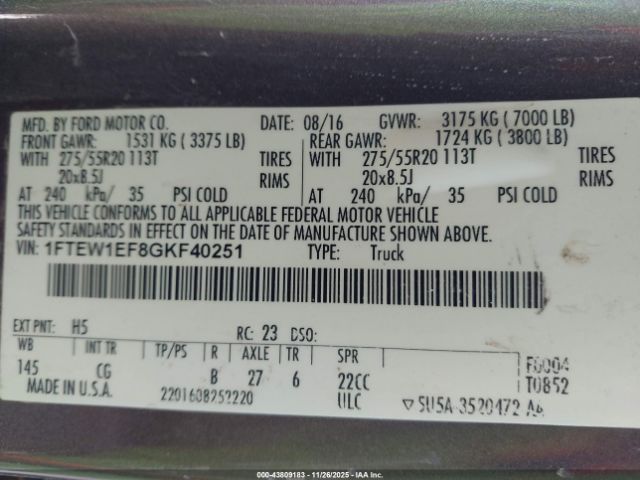 MFD. BY FORD MOTOR CO. DATE: 08/16 GVWR: 3175 KG ( 7000 LB)
FRONT GAWR: 1531 KG ( 3375 LB) REAR GAWR: 1724 KG ( 3800 LB)
WITH 275/55R20 113T TIRES WITH 275/55R20 113T TIRES
20x8.5J RIMS 20x8.5J RIMS
AT 240 kPa/ 35 PSI COLD AT 240 kPa/ 35 PSI COLD
THIS VEHICLE CONFORMS TO ALL APPLICABLE FEDERAL MOTOR VEHICLE
SAFETY STANDARDS IN EFFECT ON THE DATE OF MANUFACTURE SHOWN ABOVE.
VIN: 1FTEW1EF8GKF40251 TYPE: Truck
EXT PNT: H5 RC: 23 DSO:
WB INT TR TP/PS R AXLE TR SPR F0004
145 CG B 27 6 22CC T0852
MADE IN U.S.A. 2201608252220 ULC ▽ 5U5A-3520472 AA
000-43809183 - 11/26/2025 - IAA Inc.